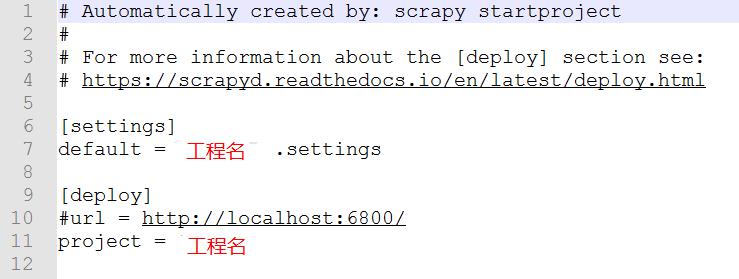 1 # Automatically created by: scrapy startproject
2 #
3 # For more information about the [deploy] section see:
4 # https://scrapyd.readthedocs.io/en/latest/deploy.html
5
6 [settings]
7 default = 工程名 .settings
8
9 [deploy]
10 #url = http://localhost:6800/
11 project = 工程名
12